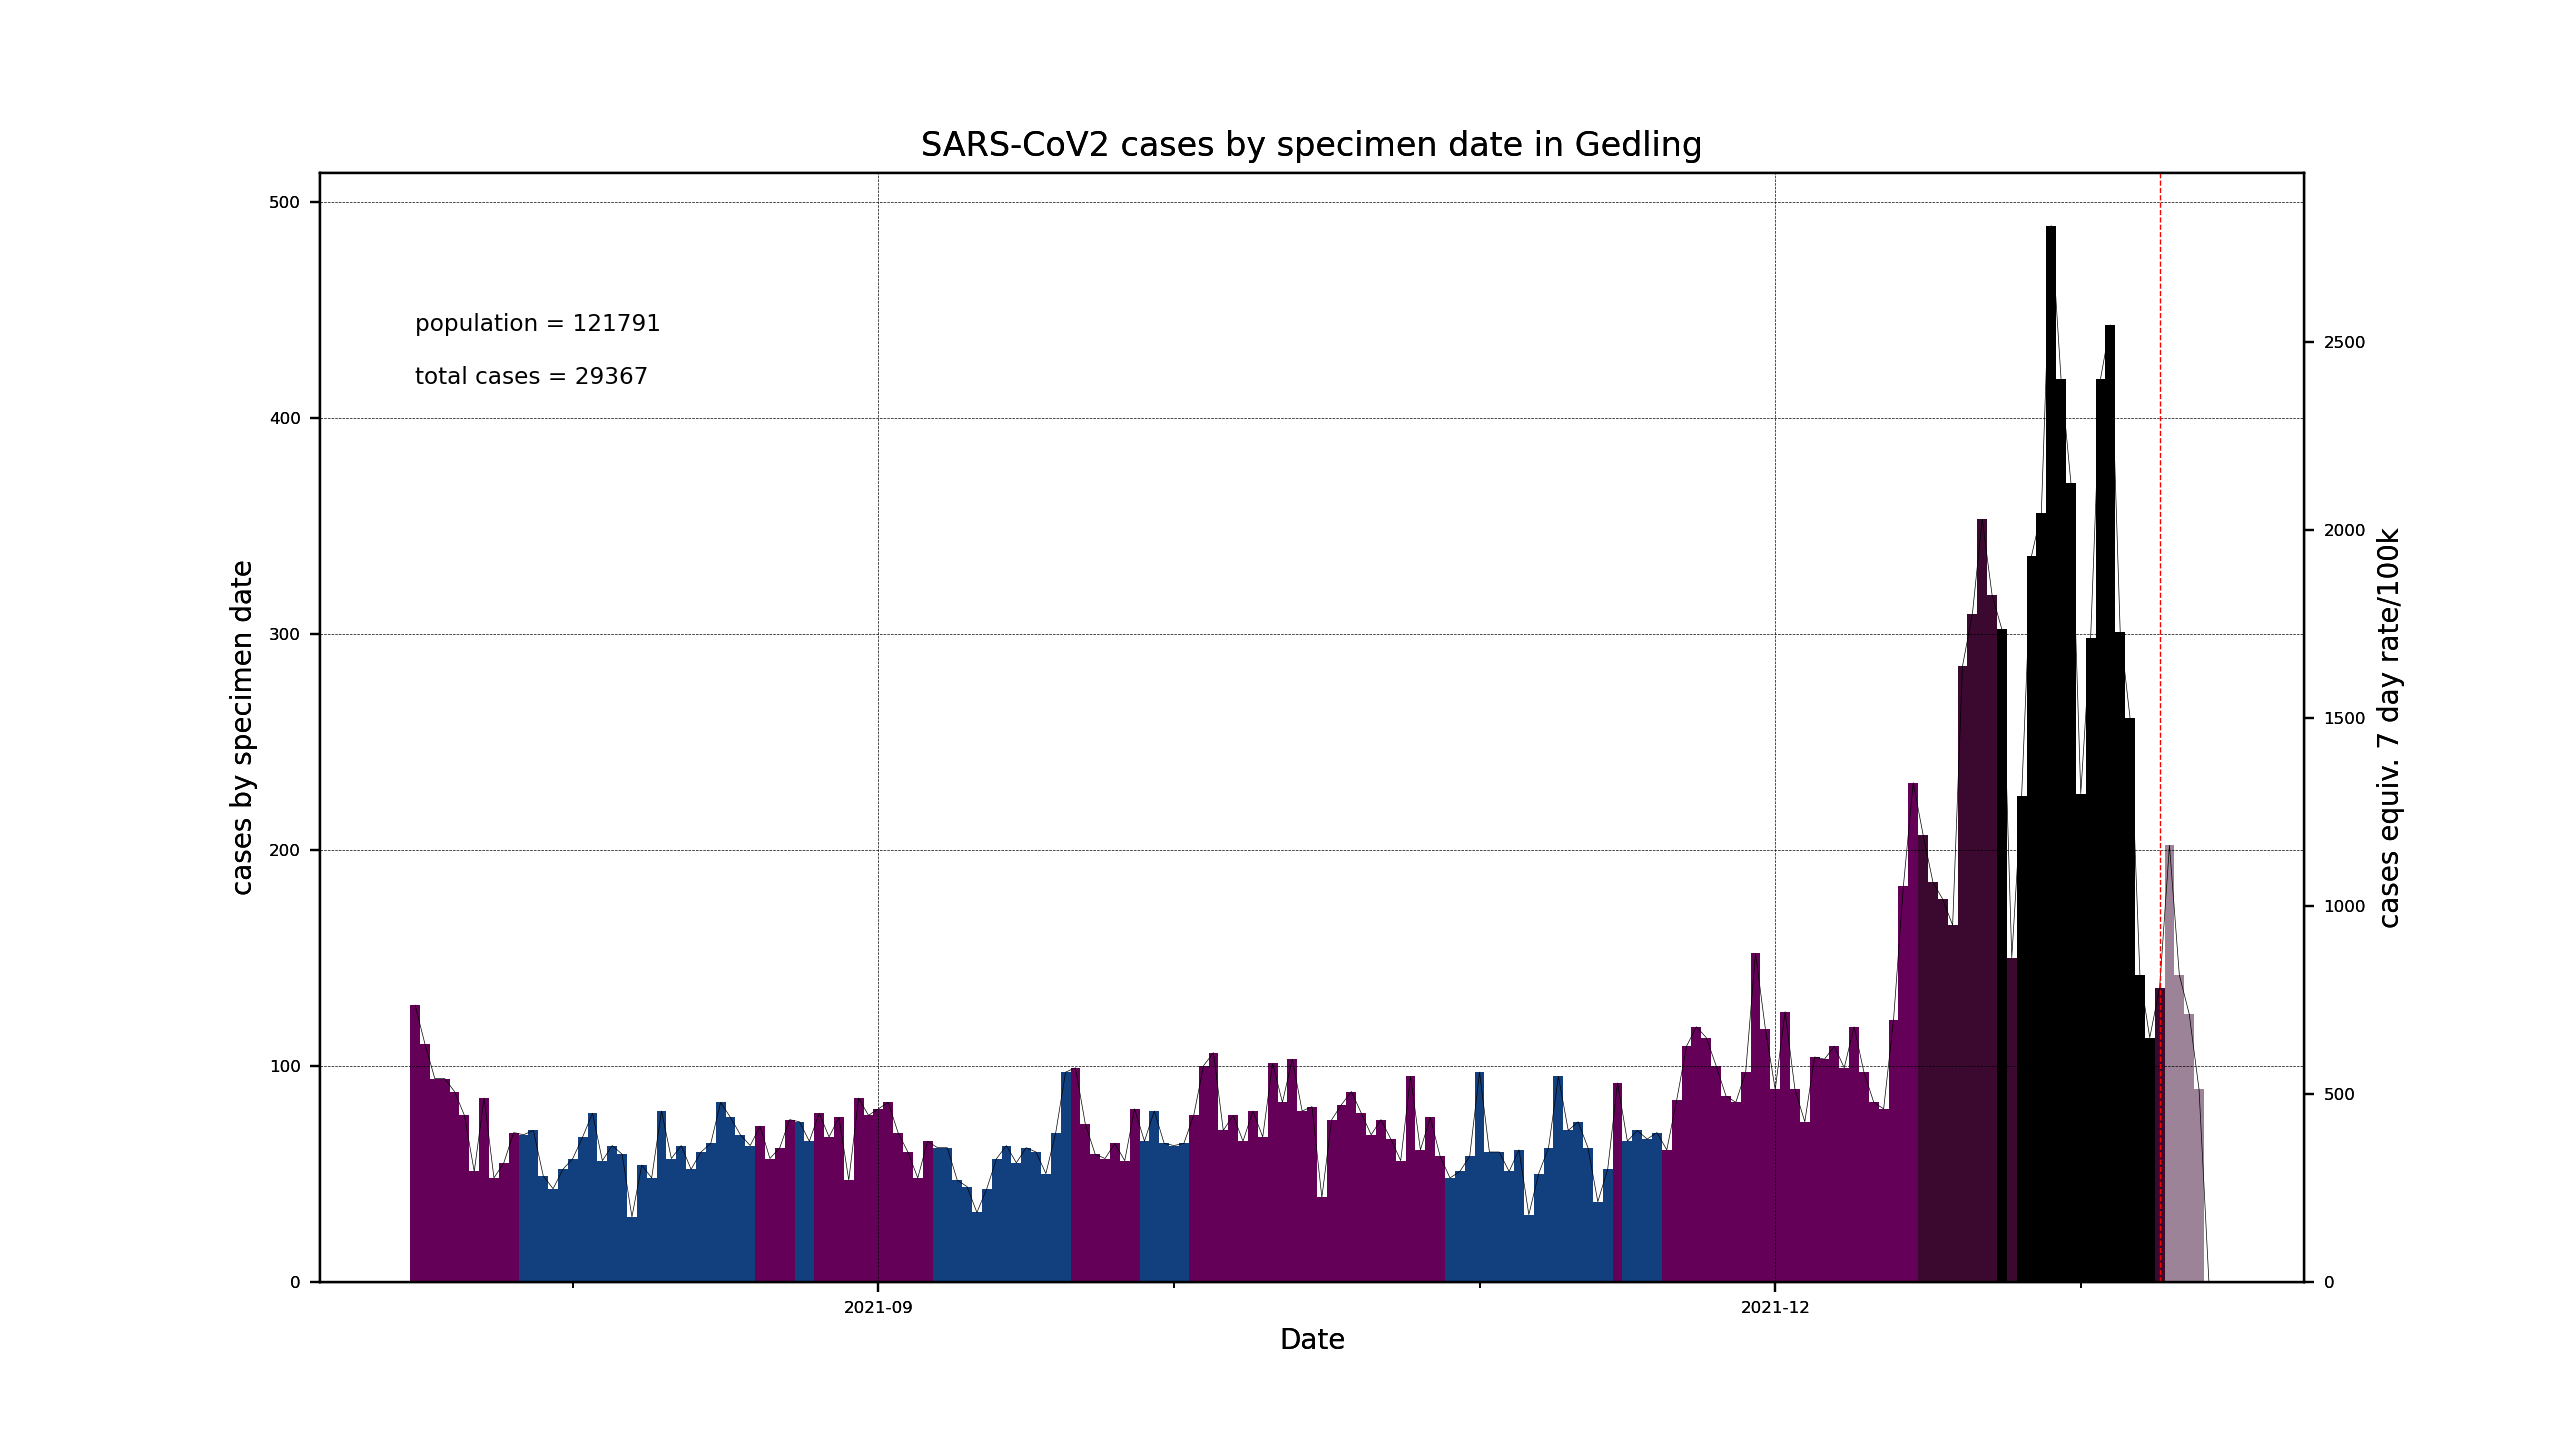 SARS-CoV2 cases by specimen date in Gedling
population = 121791
total cases = 29367
cases by specimen date
500
400
300
200
100
0
2500
2000
1500
1000
500
0
cases equiv. 7 day rate/100k
2021-09
2021-12
Date